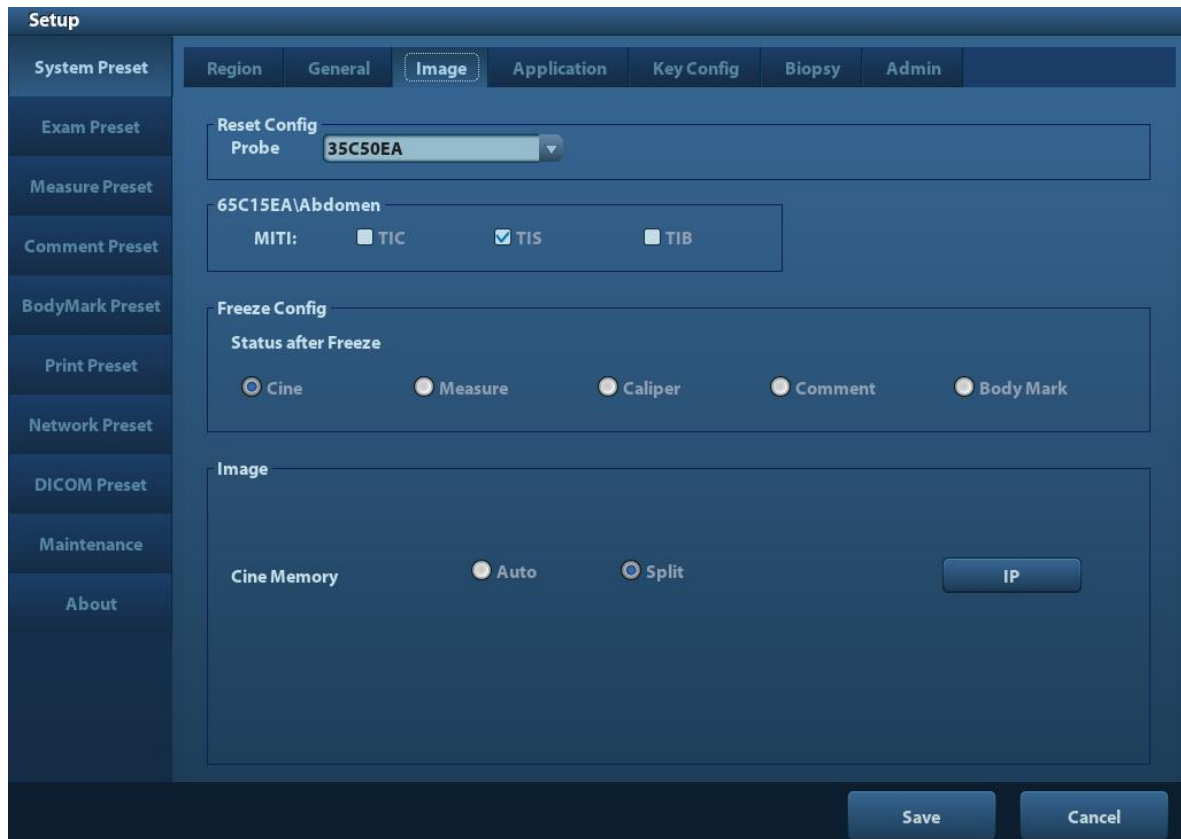 Setup
System Preset
Exam Preset
Measure Preset
Comment Preset
BodyMark Preset
Print Preset
Network Preset
DICOM Preset
Maintenance
About
Region General Image Application Key Config Biopsy Admin
Reset Config
Probe 35C50EA
65C15EA\Abdomen
MITI: TIC TIS TIB
Freeze Config
Status after Freeze
Cine Measure Caliper Comment Body Mark
Image
Cine Memory Auto Split IP
Save Cancel